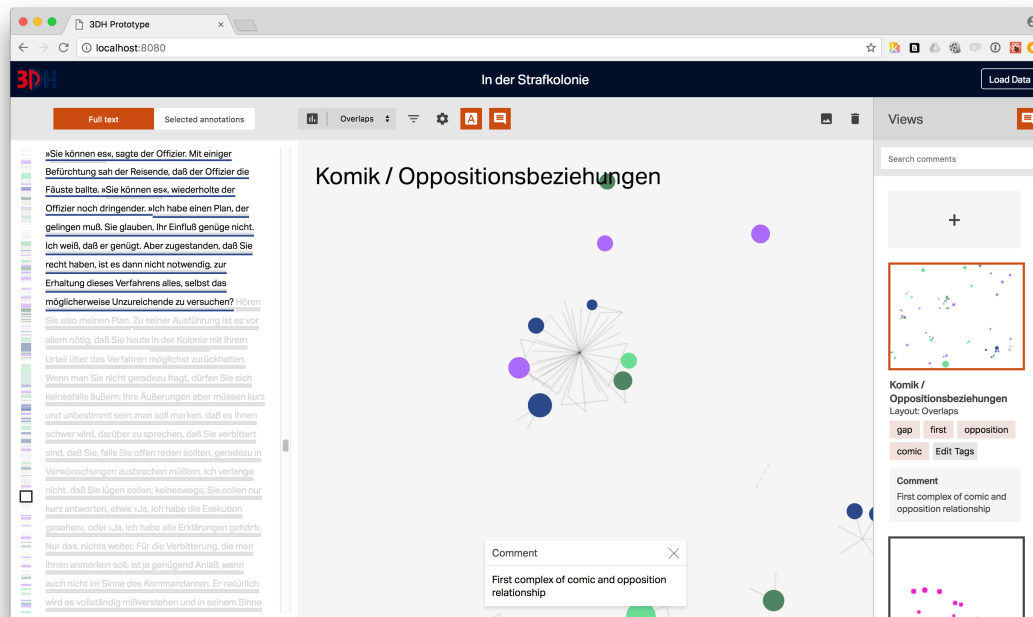 3DH Prototype
localhost:8080
3DH
In der Strafkolonie
Load Data
Full text
Selected annotations
Overlaps
A
Views
Search comments
»Sie können es«, sagte der Offizier. Mit einiger
Befürchtung sah der Reisende, daß der Offizier die
Fäuste ballte. »Sie können es«, wiederholte der
Offizier noch dringender. »Ich habe einen Plan, der
gelingen muß. Sie glauben, Ihr Einfluß genüge nicht.
Ich weiß, daß er genügt. Aber zugestanden, daß Sie
recht haben, ist es dann nicht notwendig, zur
Erhaltung dieses Verfahrens alles, selbst das
möglicherweise Unzureichende zu versuchen? Hören
Sie also meinen Plan. Zu seiner Ausführung ist es vor
allem nötig, daß Sie heute in der Kolonie mit Ihrem
Urteil über das Verfahren möglichst zurückhalten.
Wenn man Sie nicht geradezu fragt, dürfen Sie sich
keinesfalls äußern; Ihre Äußerungen aber müssen kurz
und unbestimmt sein; man soll merken, daß es Ihnen
schwer wird, darüber zu sprechen, daß Sie verbittert
sind, daß Sie, falls Sie offen reden sollten, geradezu in
Verwünschungen ausbrechen müßten. Ich verlange
nicht, daß Sie lügen sollen; keineswegs; Sie sollen nur
kurz antworten, etwa: ›Ja, ich habe die Exekution
gesehen‹, oder ›Ja, ich habe alle Erklärungen gehört‹.
Nur das, nichts weiter. Für die Verbitterung, die man
Ihnen anmerken soll, ist ja genügend Anlaß, wenn
auch nicht im Sinne des Kommandanten. Er natürlich
wird es vollständig mißverstehen und in seinem Sinne
Komik / Oppositionsbeziehungen
Comment
First complex of comic and opposition
relationship
+
Komik /
Oppositionsbeziehungen
Layout: Overlaps
gap
first
opposition
comic
Edit Tags
Comment
First complex of comic and
opposition relationship